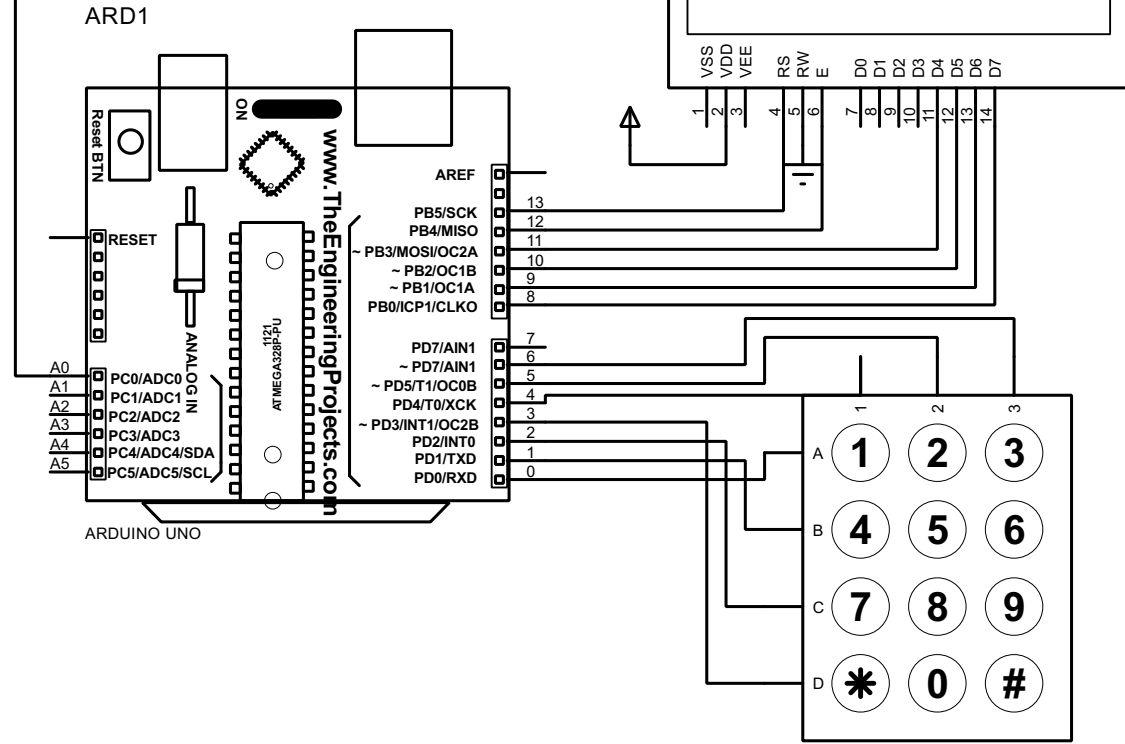 ARD1
VSS
VDD
VEE
RS
RW
E
D0
D1
D2
D3
D4
D5
D6
D7
1
2
3
4
5
6
7
8
9
10
11
12
13
14
Reset BTN
ON
www.TheEngineeringProjects.com
AREF
PB5/SCK 13
PB4/MISO 12
~ PB3/MOSI/OC2A 11
~ PB2/OC1B 10
~ PB1/OC1A 9
PB0/ICP1/CLKO 8
RESET
ANALOG IN
1121
ATMEGA328P-PU
PD7/AIN1 7
~ PD7/AIN1 6
~ PD5/T1/OC0B 5
PD4/T0/XCK 4
~ PD3/INT1/OC2B 3
PD2/INT0 2
PD1/TXD 1
PD0/RXD 0
A0 PC0/ADC0
A1 PC1/ADC1
A2 PC2/ADC2
A3 PC3/ADC3
A4 PC4/ADC4/SDA
A5 PC5/ADC5/SCL
ARDUINO UNO
1 2 3
A 1 2 3
B 4 5 6
C 7 8 9
D * 0 #